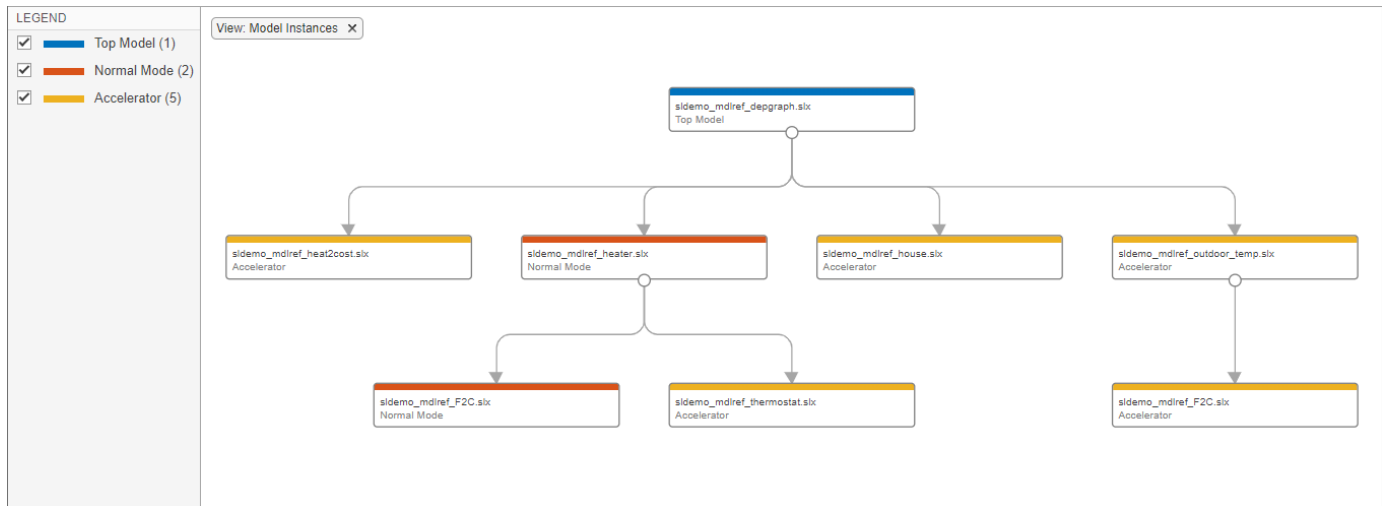 LEGEND
Top Model (1)
Normal Mode (2)
Accelerator (5)
View: Model Instances
sldemo_mdlref_depgraph.slx
Top Model
sldemo_mdlref_heat2cost.slx
Accelerator
sldemo_mdlref_heater.slx
Normal Mode
sldemo_mdlref_house.slx
Accelerator
sldemo_mdlref_outdoor_temp.slx
Accelerator
sldemo_mdlref_F2C.slx
Normal Mode
sldemo_mdlref_thermostat.slx
Accelerator
sldemo_mdlref_F2C.slx
Accelerator